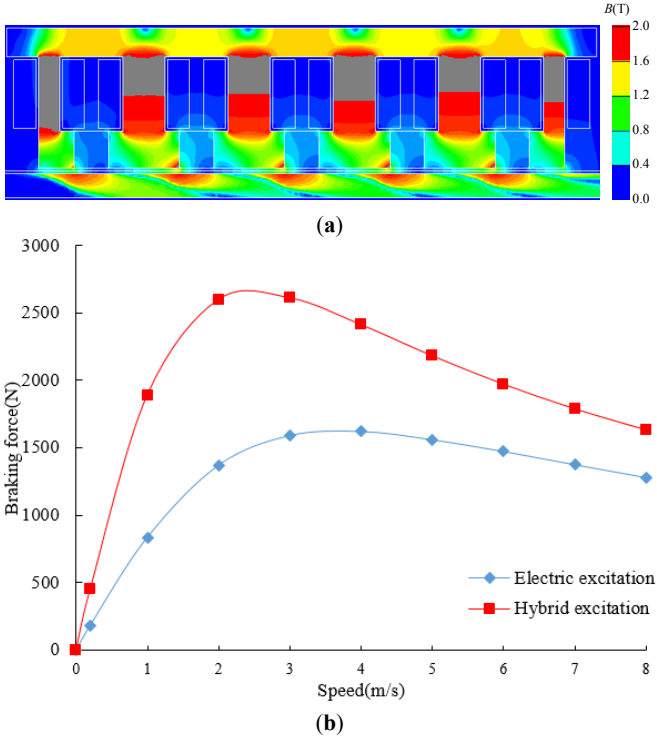 B(T)
2.0
1.6
1.2
0.8
0.4
0.0
(a)
3000
2500
2000
1500
1000
500
0
Braking force(N)
Electric excitation
Hybrid excitation
0 1 2 3 4 5 6 7 8
Speed(m/s)
(b)